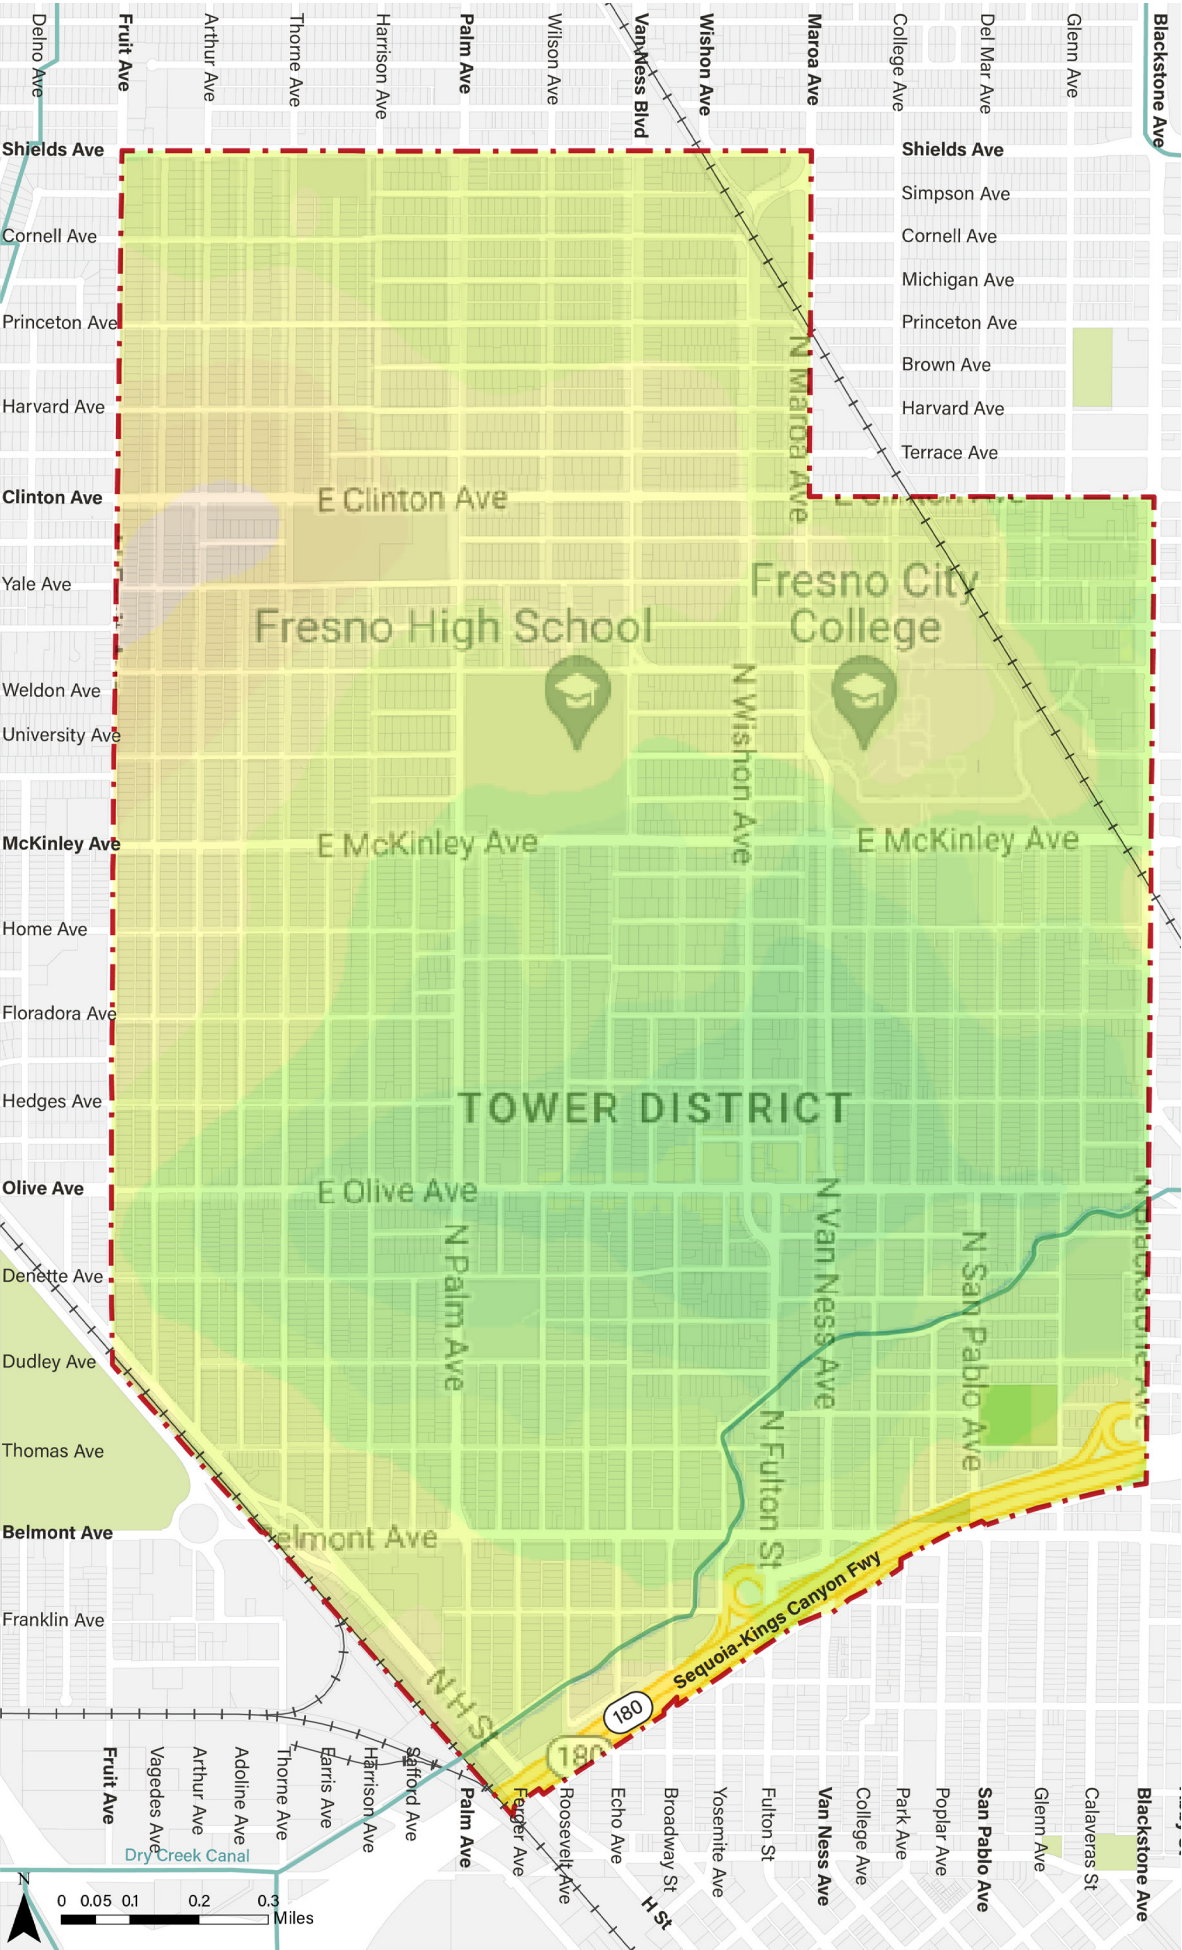 Delno Ave
Fruit Ave
Arthur Ave
Thorne Ave
Harrison Ave
Palm Ave
Wilson Ave
Van Ness Blvd
Wishon Ave
Maroa Ave
College Ave
Del Mar Ave
Glenn Ave
Blackstone Ave
Shields Ave
Shields Ave
Simpson Ave
Cornell Ave
Cornell Ave
Michigan Ave
Princeton Ave
Princeton Ave
N Maroa Ave
Brown Ave
Harvard Ave
Harvard Ave
Terrace Ave
Clinton Ave
E Clinton Ave
E Clinton Ave
Yale Ave
Fresno High School
Fresno City
College
Weldon Ave
N Wishon Ave
University Ave
McKinley Ave
E McKinley Ave
E McKinley Ave
Home Ave
Floradora Ave
Hedges Ave
TOWER DISTRICT
Olive Ave
E Olive Ave
N Palm Ave
N Van Ness Ave
N San Pablo Ave
N Blackstone Ave
Denette Ave
Dudley Ave
Thomas Ave
N Fulton St
Belmont Ave
Belmont Ave
Franklin Ave
Sequoia-Kings Canyon Fwy
N H St
180
180
Fruit Ave
Vagedes Ave
Arthur Ave
Adoline Ave
Thorne Ave
Farris Ave
Harrison Ave
Safford Ave
Palm Ave
Ferger Ave
Roosevelt Ave
Echo Ave
Broadway St
Yosemite Ave
Fulton St
Van Ness Ave
College Ave
Park Ave
Poplar Ave
San Pablo Ave
Glenn Ave
Calaveras St
Blackstone Ave
Dry Creek Canal
H St
N
0 0.05 0.1 0.2 0.3
Miles